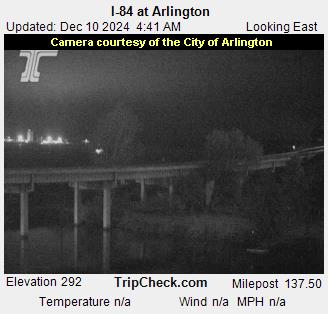 I-84 at Arlington
Updated: Dec 10 2024 4:41 AM Looking East
Camera courtesy of the City of Arlington
Elevation 292 TripCheck.com Milepost 137.50
Temperature n/a Wind n/a MPH n/a